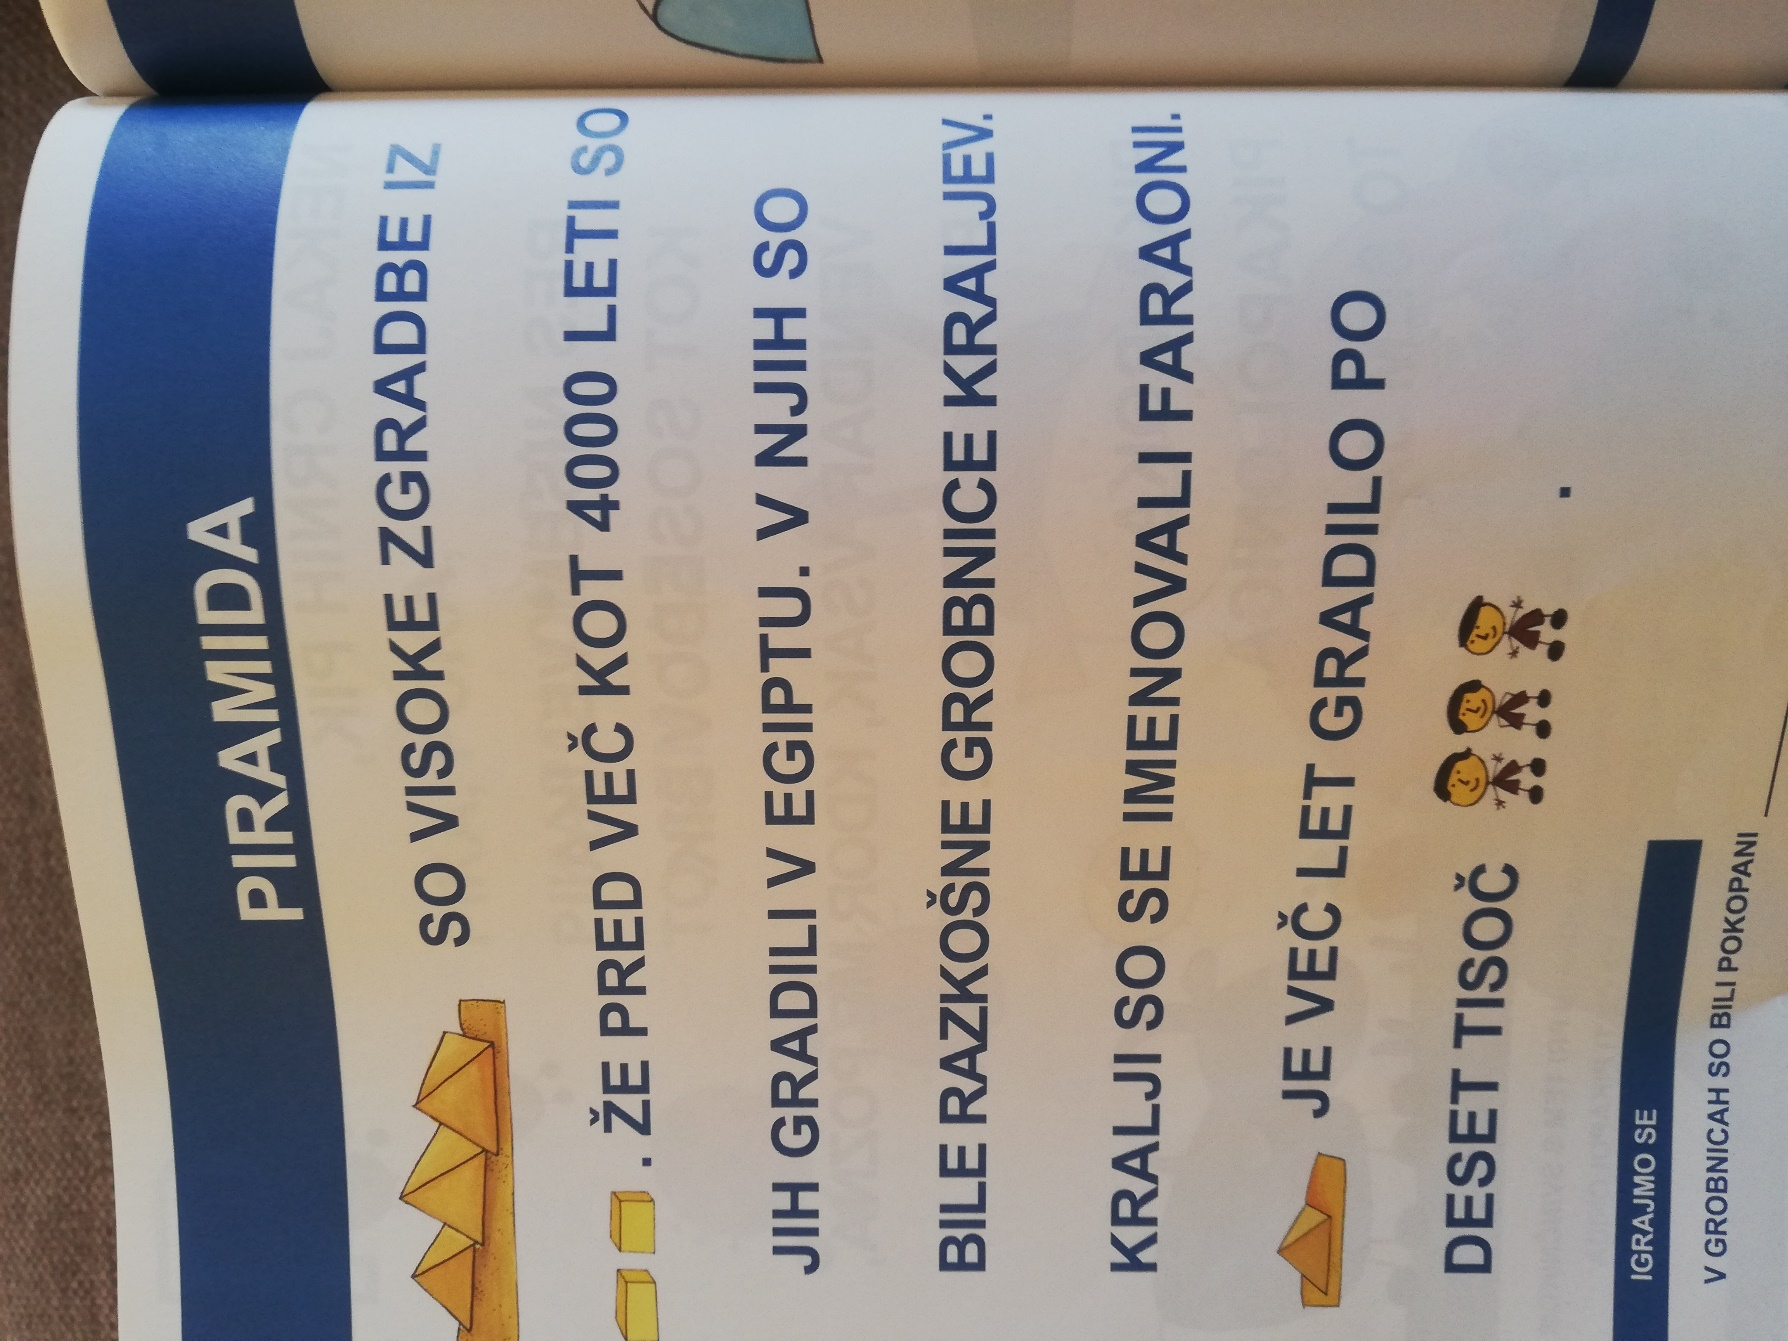 PIRAMIDA
SO VISOKE ZGRADBE IZ
. ŽE PRED VEČ KOT 4000 LETI SO
JIH GRADILI V EGIPTU. V NJIH SO
BILE RAZKOŠNE GROBNICE KRALJEV.
KRALJI SO SE IMENOVALI FARAONI.
JE VEČ LET GRADILO PO
DESET TISOČ .
IGRAJMO SE
V GROBNICAH SO BILI POKOPANI